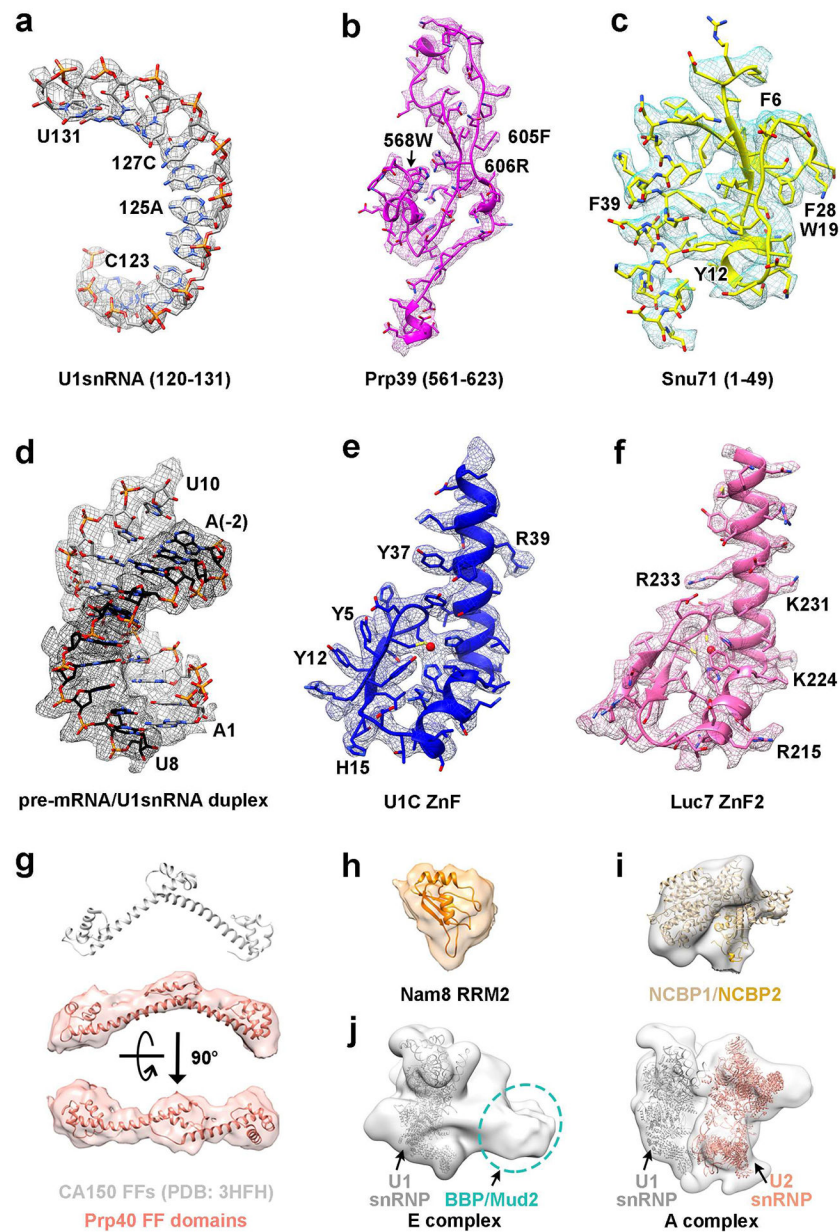 a
U131
127C
125A
C123
U1snRNA (120-131)
b
568W
605F
606R
Prp39 (561-623)
c
F6
F39
F28
W19
Y12
Snu71 (1-49)
d
U10
A(-2)
A1
U8
pre-mRNA/U1snRNA duplex
e
Y37
R39
Y5
Y12
H15
U1C ZnF
f
R233
K231
K224
R215
Luc7 ZnF2
g
90°
CA150 FFs (PDB: 3HFH)
Prp40 FF domains
h
Nam8 RRM2
i
NCBP1/NCBP2
j
U1
snRNP
BBP/Mud2
E complex
U1
snRNP
U2
snRNP
A complex